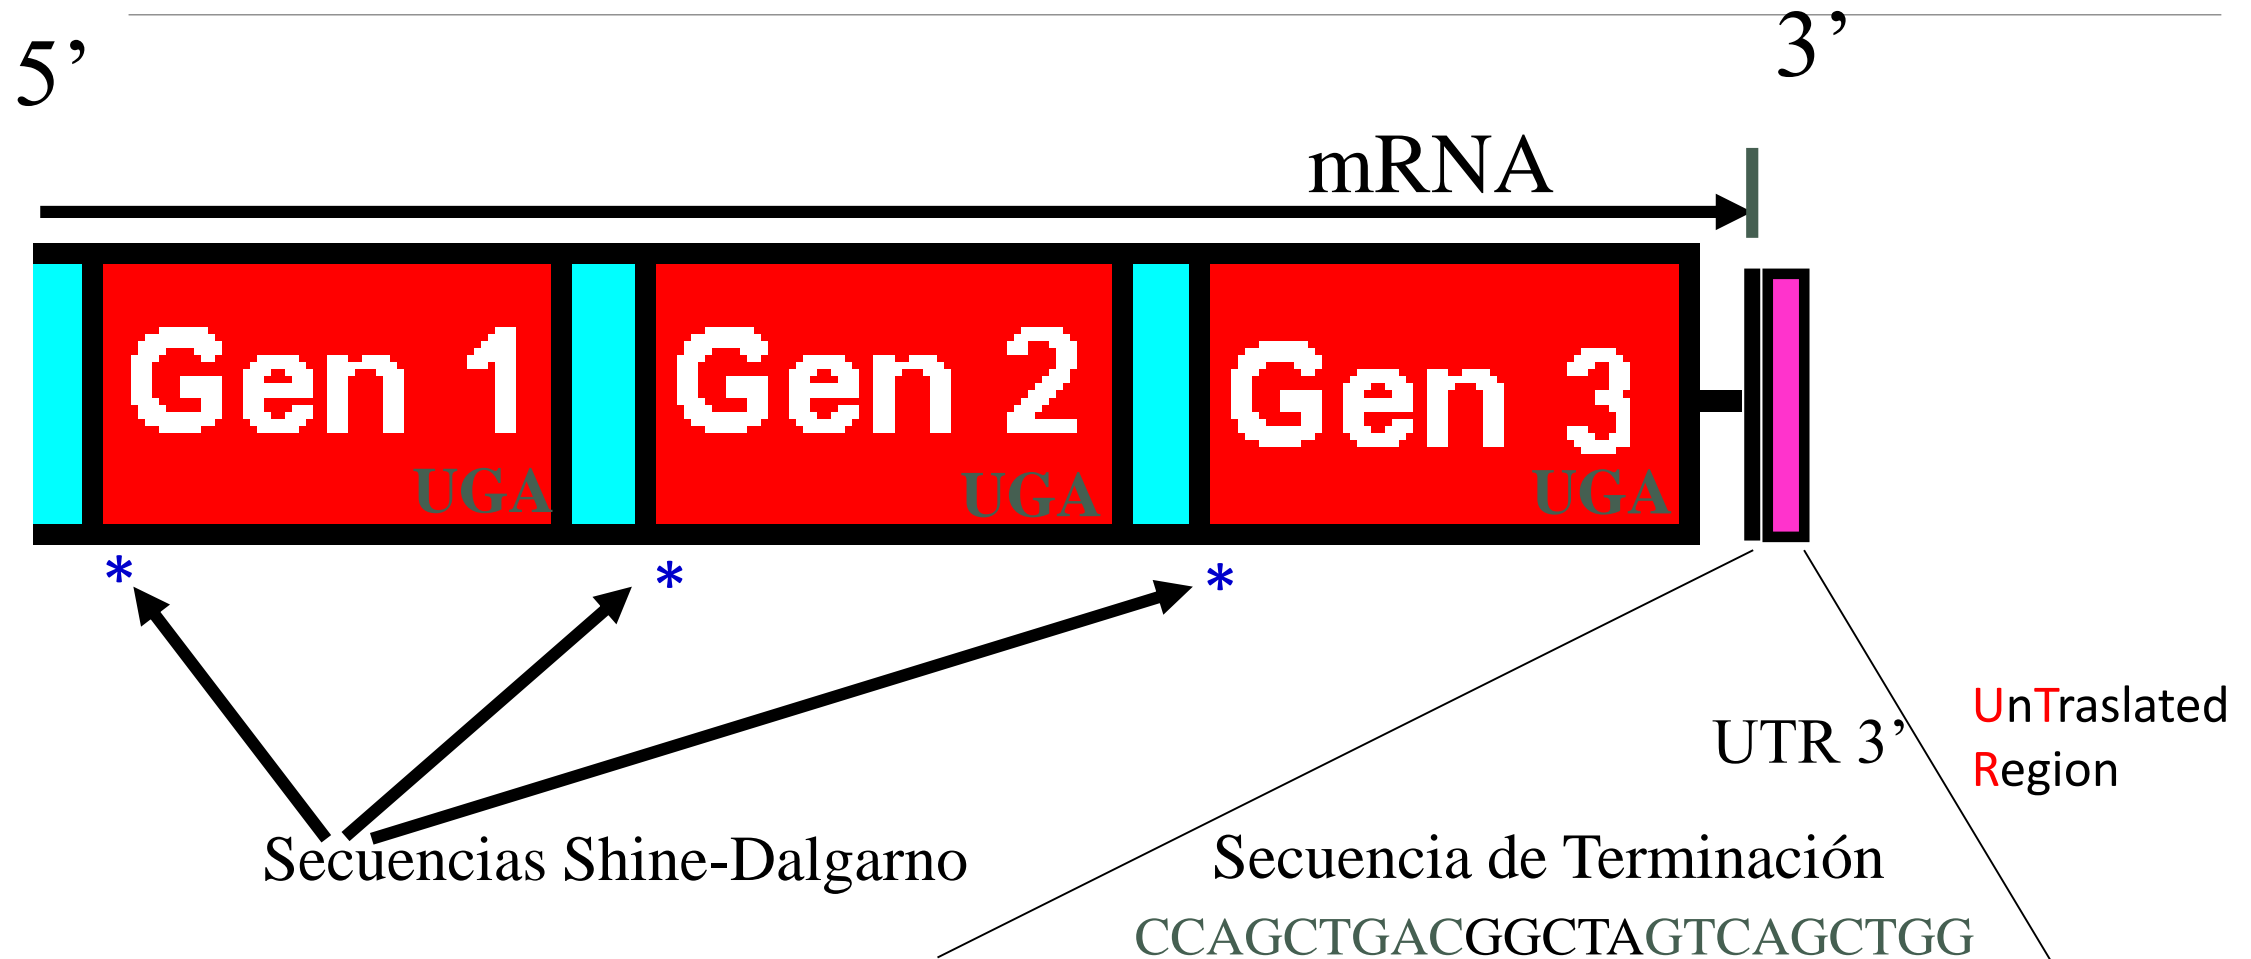 5’
3’
mRNA
Gen 1
Gen 2
Gen 3
UGA
UGA
UGA
*
*
*
UnTraslated
Region
UTR 3’
Secuencias Shine-Dalgarno
Secuencia de Terminación
CCAGCTGACGGCTAGTCAGCTGG